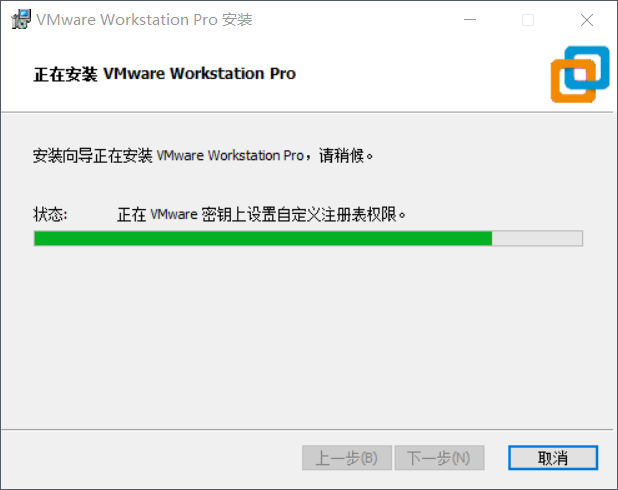 VMware Workstation Pro 安装
正在安装 VMware Workstation Pro
安装向导正在安装 VMware Workstation Pro，请稍候。
状态: 正在 VMware 密钥上设置自定义注册表权限。
上一步(B) 下一步(N) 取消